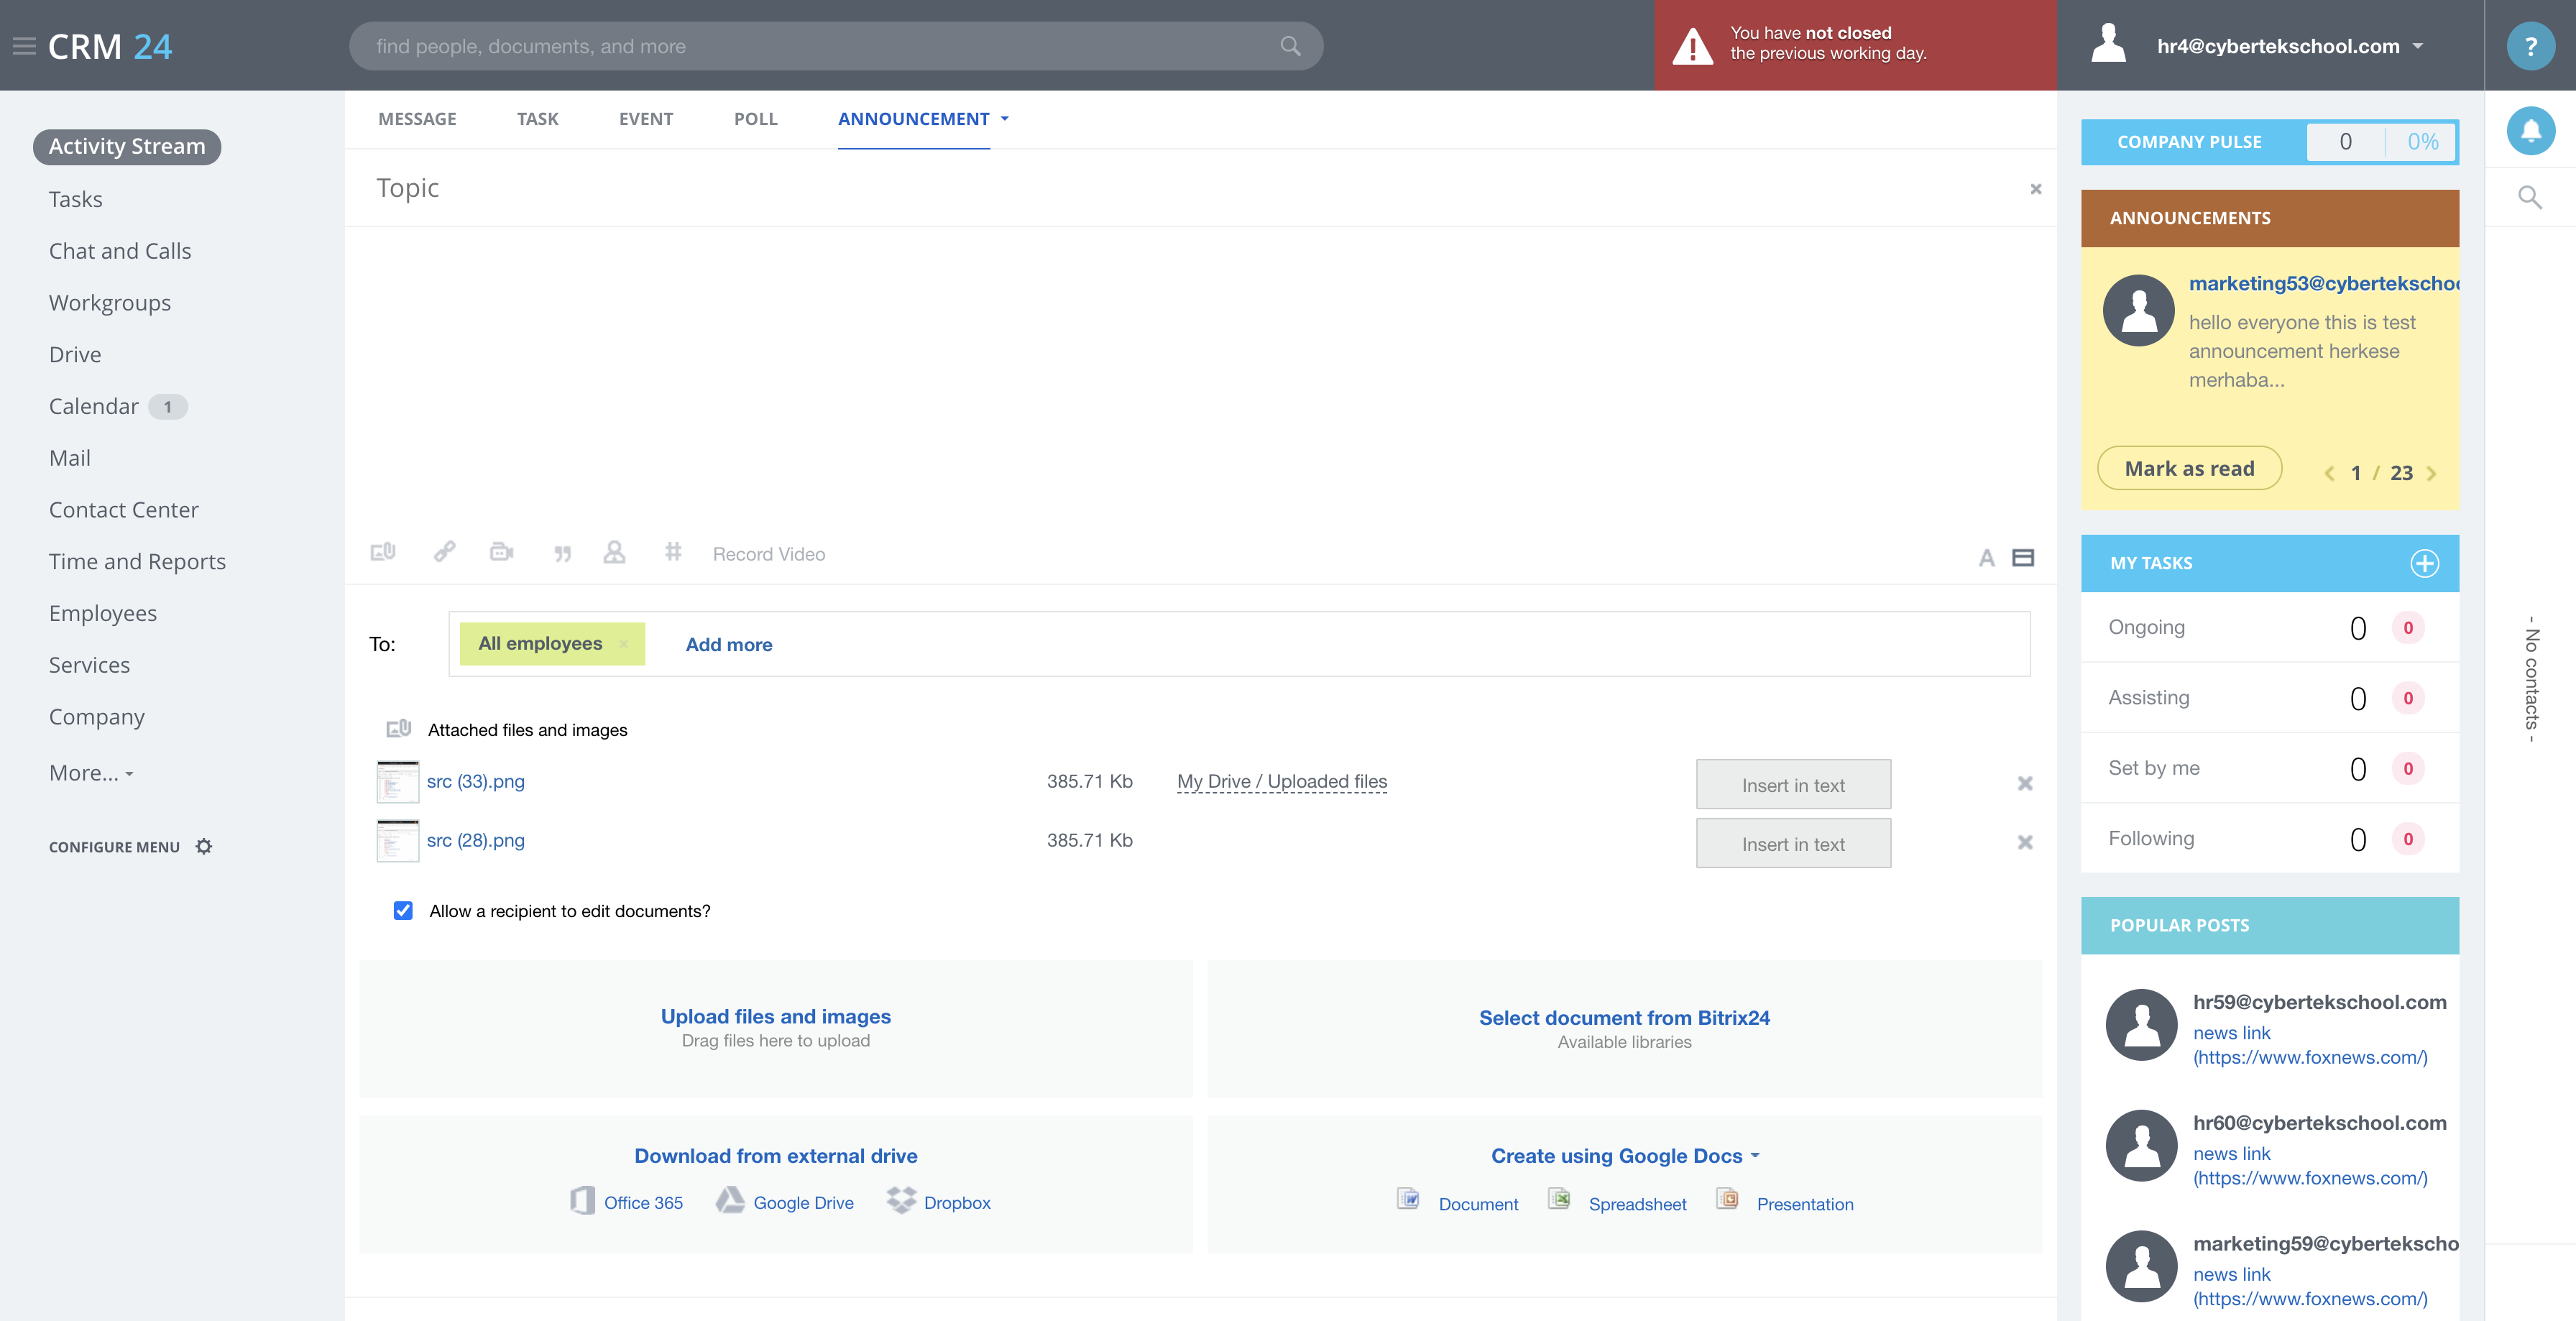 CRM 24
find people, documents, and more
You have not closed
the previous working day.
hr4@cybertekschool.com
?
Activity Stream
Tasks
Chat and Calls
Workgroups
Drive
Calendar 1
Mail
Contact Center
Time and Reports
Employees
Services
Company
More...
CONFIGURE MENU
MESSAGE TASK EVENT POLL ANNOUNCEMENT
Topic
Record Video
A
To: All employees Add more
Attached files and images
src (33).png 385.71 Kb My Drive / Uploaded files Insert in text
src (28).png 385.71 Kb Insert in text
Allow a recipient to edit documents?
Upload files and images
Drag files here to upload
Select document from Bitrix24
Available libraries
Download from external drive
Office 365 Google Drive Dropbox
Create using Google Docs
Document Spreadsheet Presentation
COMPANY PULSE 0 0%
ANNOUNCEMENTS
marketing53@cybertekschoo
hello everyone this is test
announcement herkese
merhaba...
Mark as read 1 / 23
MY TASKS
Ongoing 0 0
Assisting 0 0
Set by me 0 0
Following 0 0
POPULAR POSTS
hr59@cybertekschool.com
news link
(https://www.foxnews.com/)
hr60@cybertekschool.com
news link
(https://www.foxnews.com/)
marketing59@cybertekscho
news link
(https://www.foxnews.com/)
- No contacts -